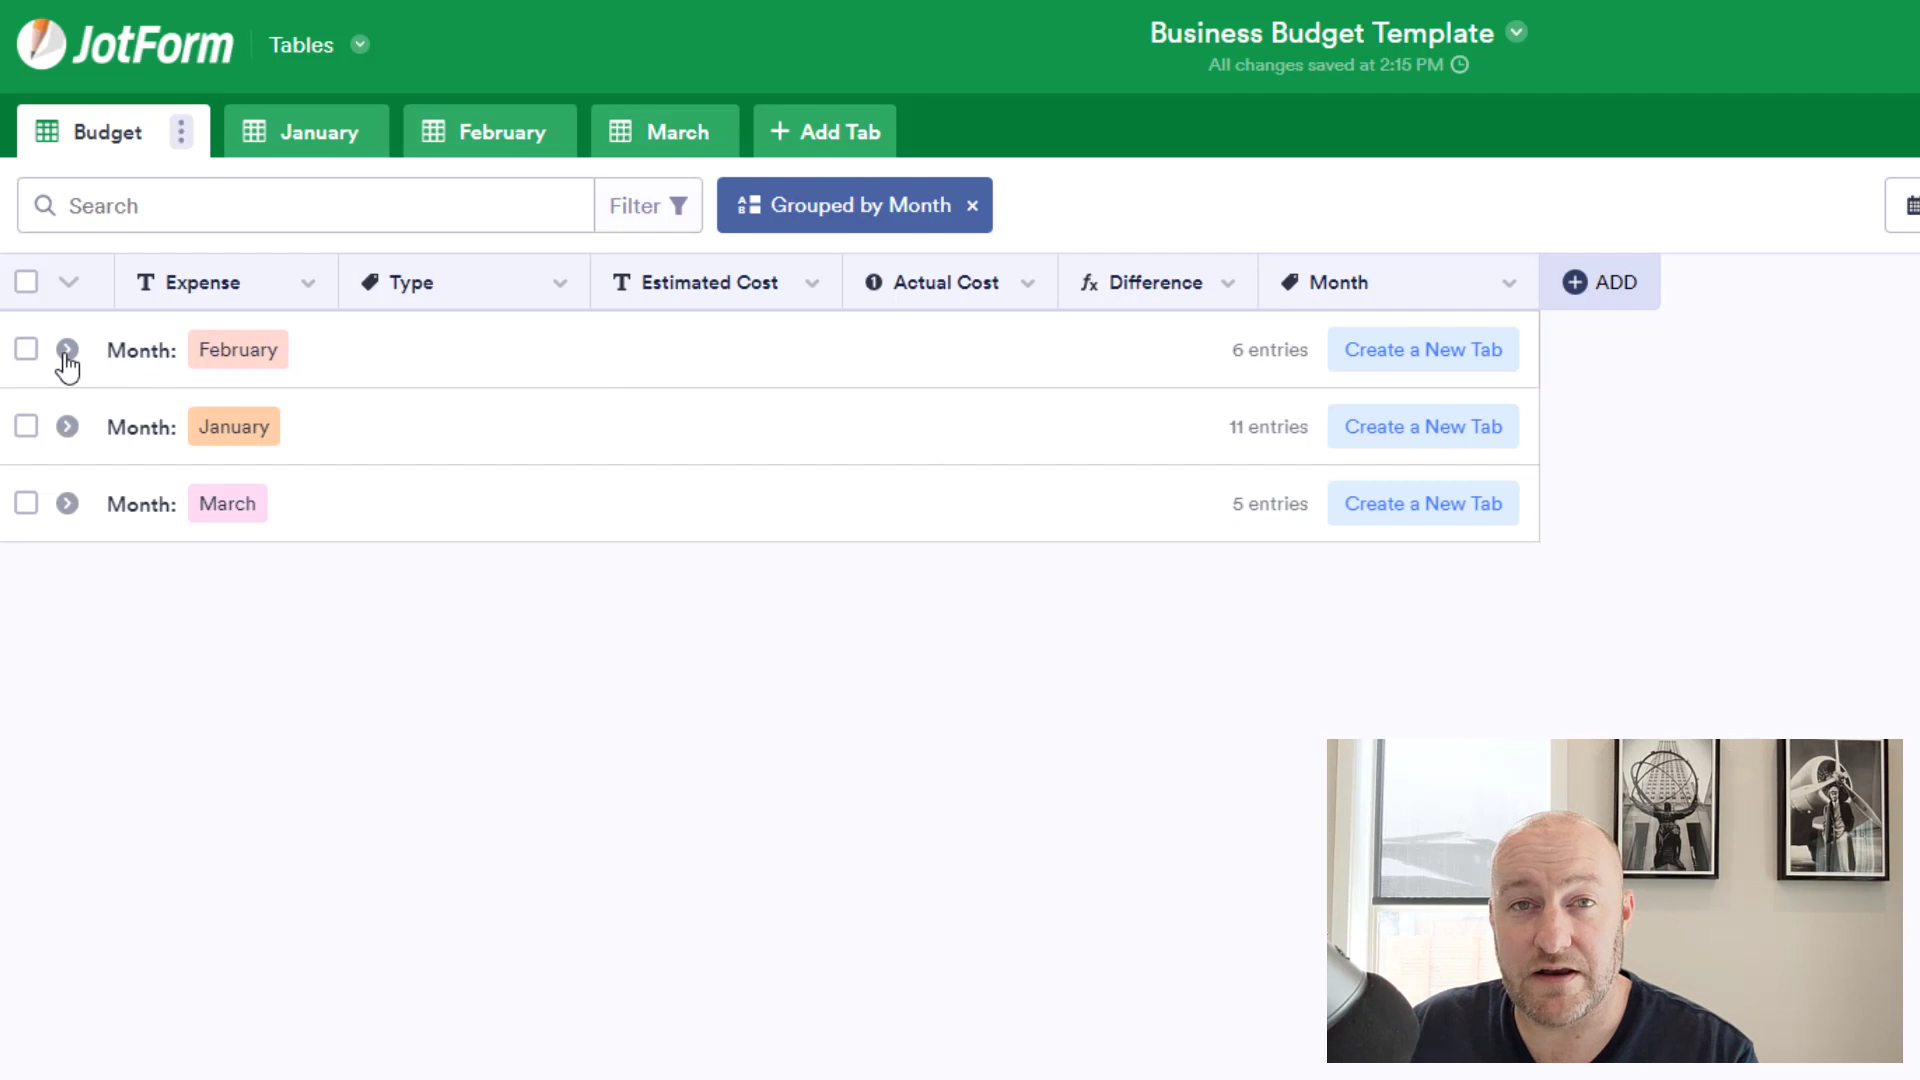 JotForm Tables
Business Budget Template
All changes saved at 2:15 PM
Budget January February March + Add Tab
Search Filter Grouped by Month ×
Expense Type Estimated Cost Actual Cost fx Difference Month ADD
Month: February 6 entries Create a New Tab
Month: January 11 entries Create a New Tab
Month: March 5 entries Create a New Tab